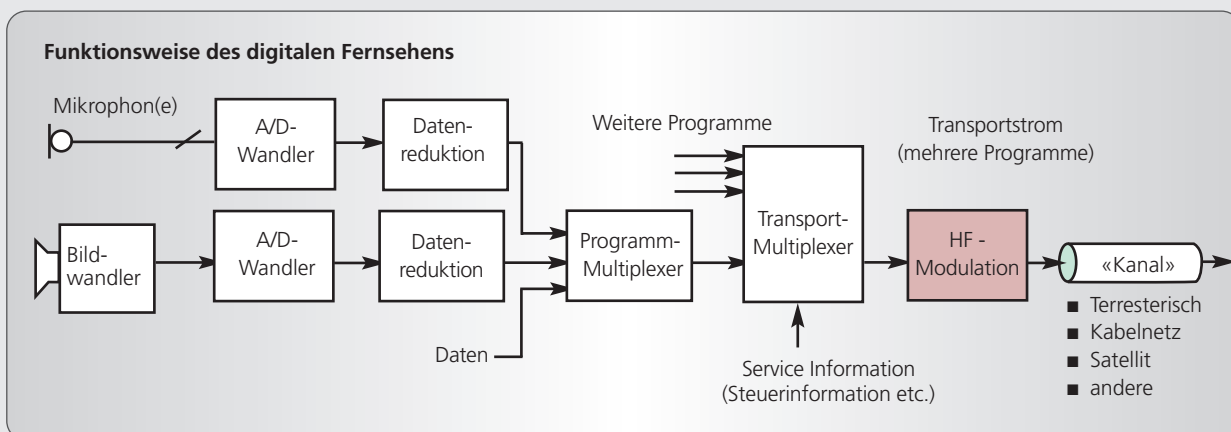 Funktionsweise des digitalen Fernsehens
Mikrophon(e)
A/D-
Wandler
Daten-
reduktion
Weitere Programme
Transportstrom
(mehrere Programme)
Bild-
wandler
A/D-
Wandler
Daten-
reduktion
Programm-
Multiplexer
Transport-
Multiplexer
HF -
Modulation
«Kanal»
Daten
Service Information
(Steuerinformation etc.)
■ Terresterisch
■ Kabelnetz
■ Satellit
■ andere